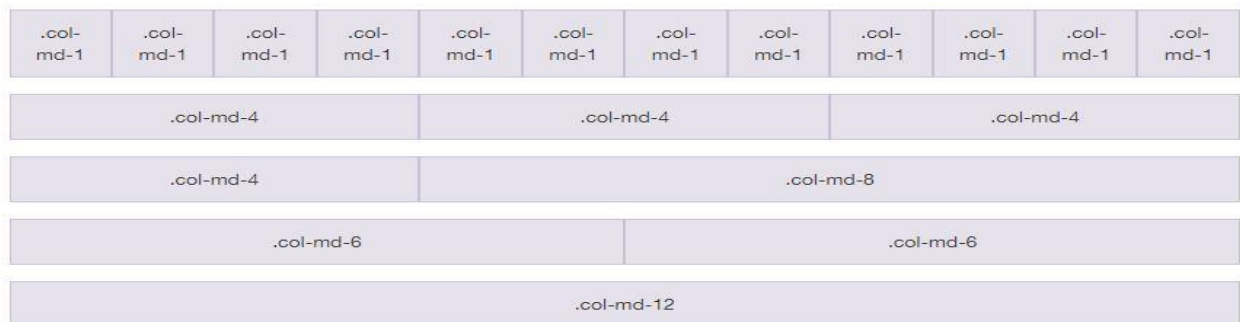 .col- .col- .col- .col- .col- .col- .col- .col- .col- .col- .col- .col-
md-1 md-1 md-1 md-1 md-1 md-1 md-1 md-1 md-1 md-1 md-1 md-1
.col-md-4 .col-md-4 .col-md-4
.col-md-4 .col-md-8
.col-md-6 .col-md-6
.col-md-12